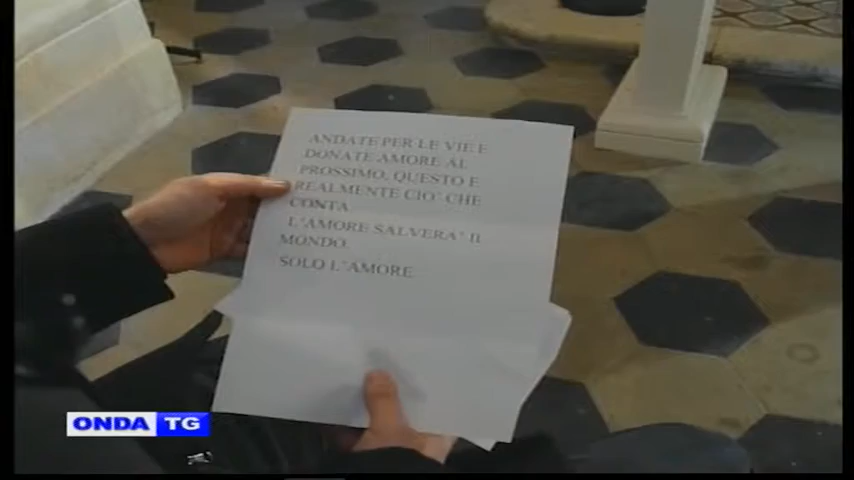 ANDATE PER LE VIE E
DONATE AMORE AL
PROSSIMO, QUESTO E
REALMENTE CIO' CHE
CONTA.
L'AMORE SALVERA' IL
MONDO.
SOLO L'AMORE
ONDA TG